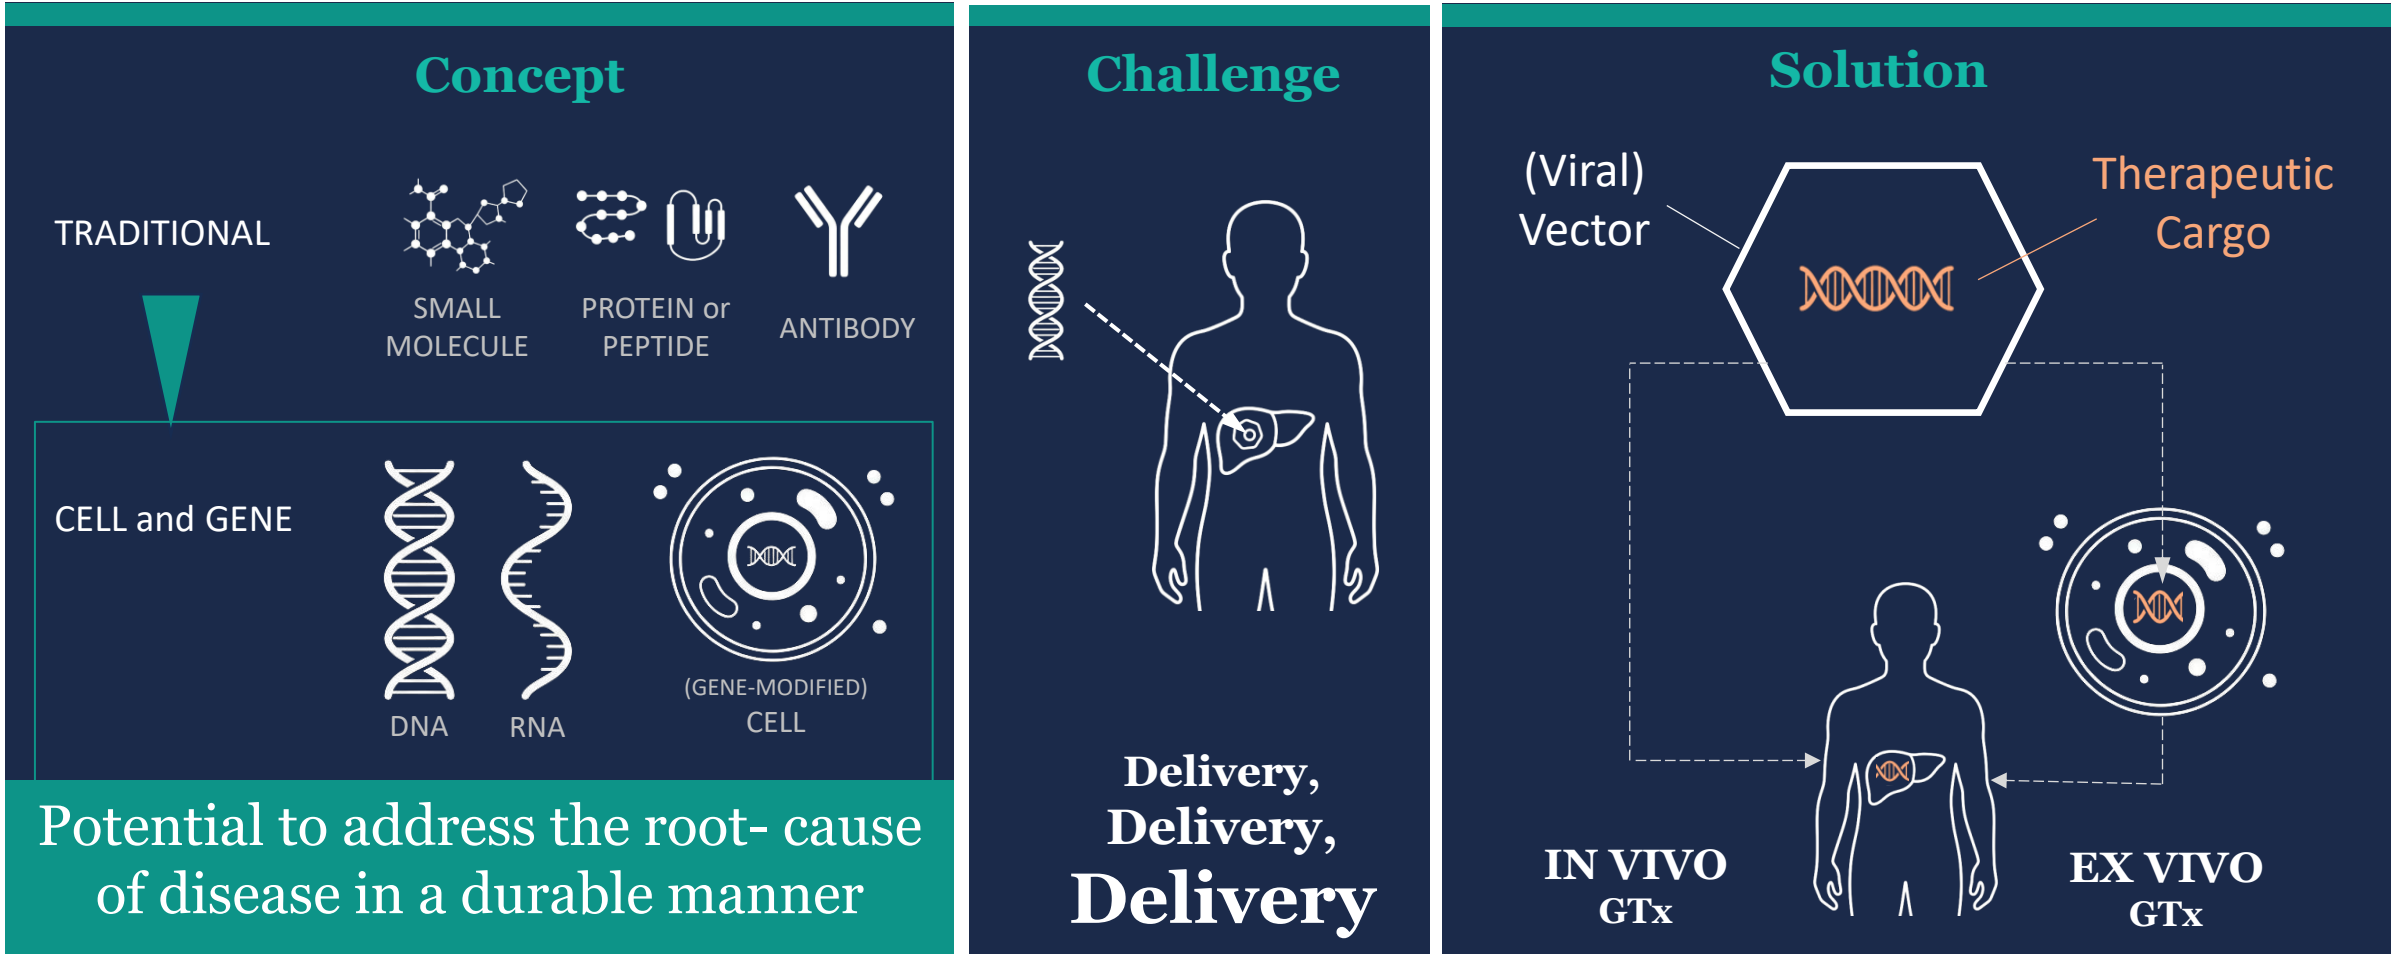 Concept
TRADITIONAL
SMALL
MOLECULE
PROTEIN or
PEPTIDE
ANTIBODY
CELL and GENE
DNA
RNA
(GENE-MODIFIED)
CELL
Potential to address the root- cause
of disease in a durable manner
Challenge
Delivery,
Delivery,
Delivery
Solution
(Viral)
Vector
Therapeutic
Cargo
IN VIVO
GTx
EX VIVO
GTx